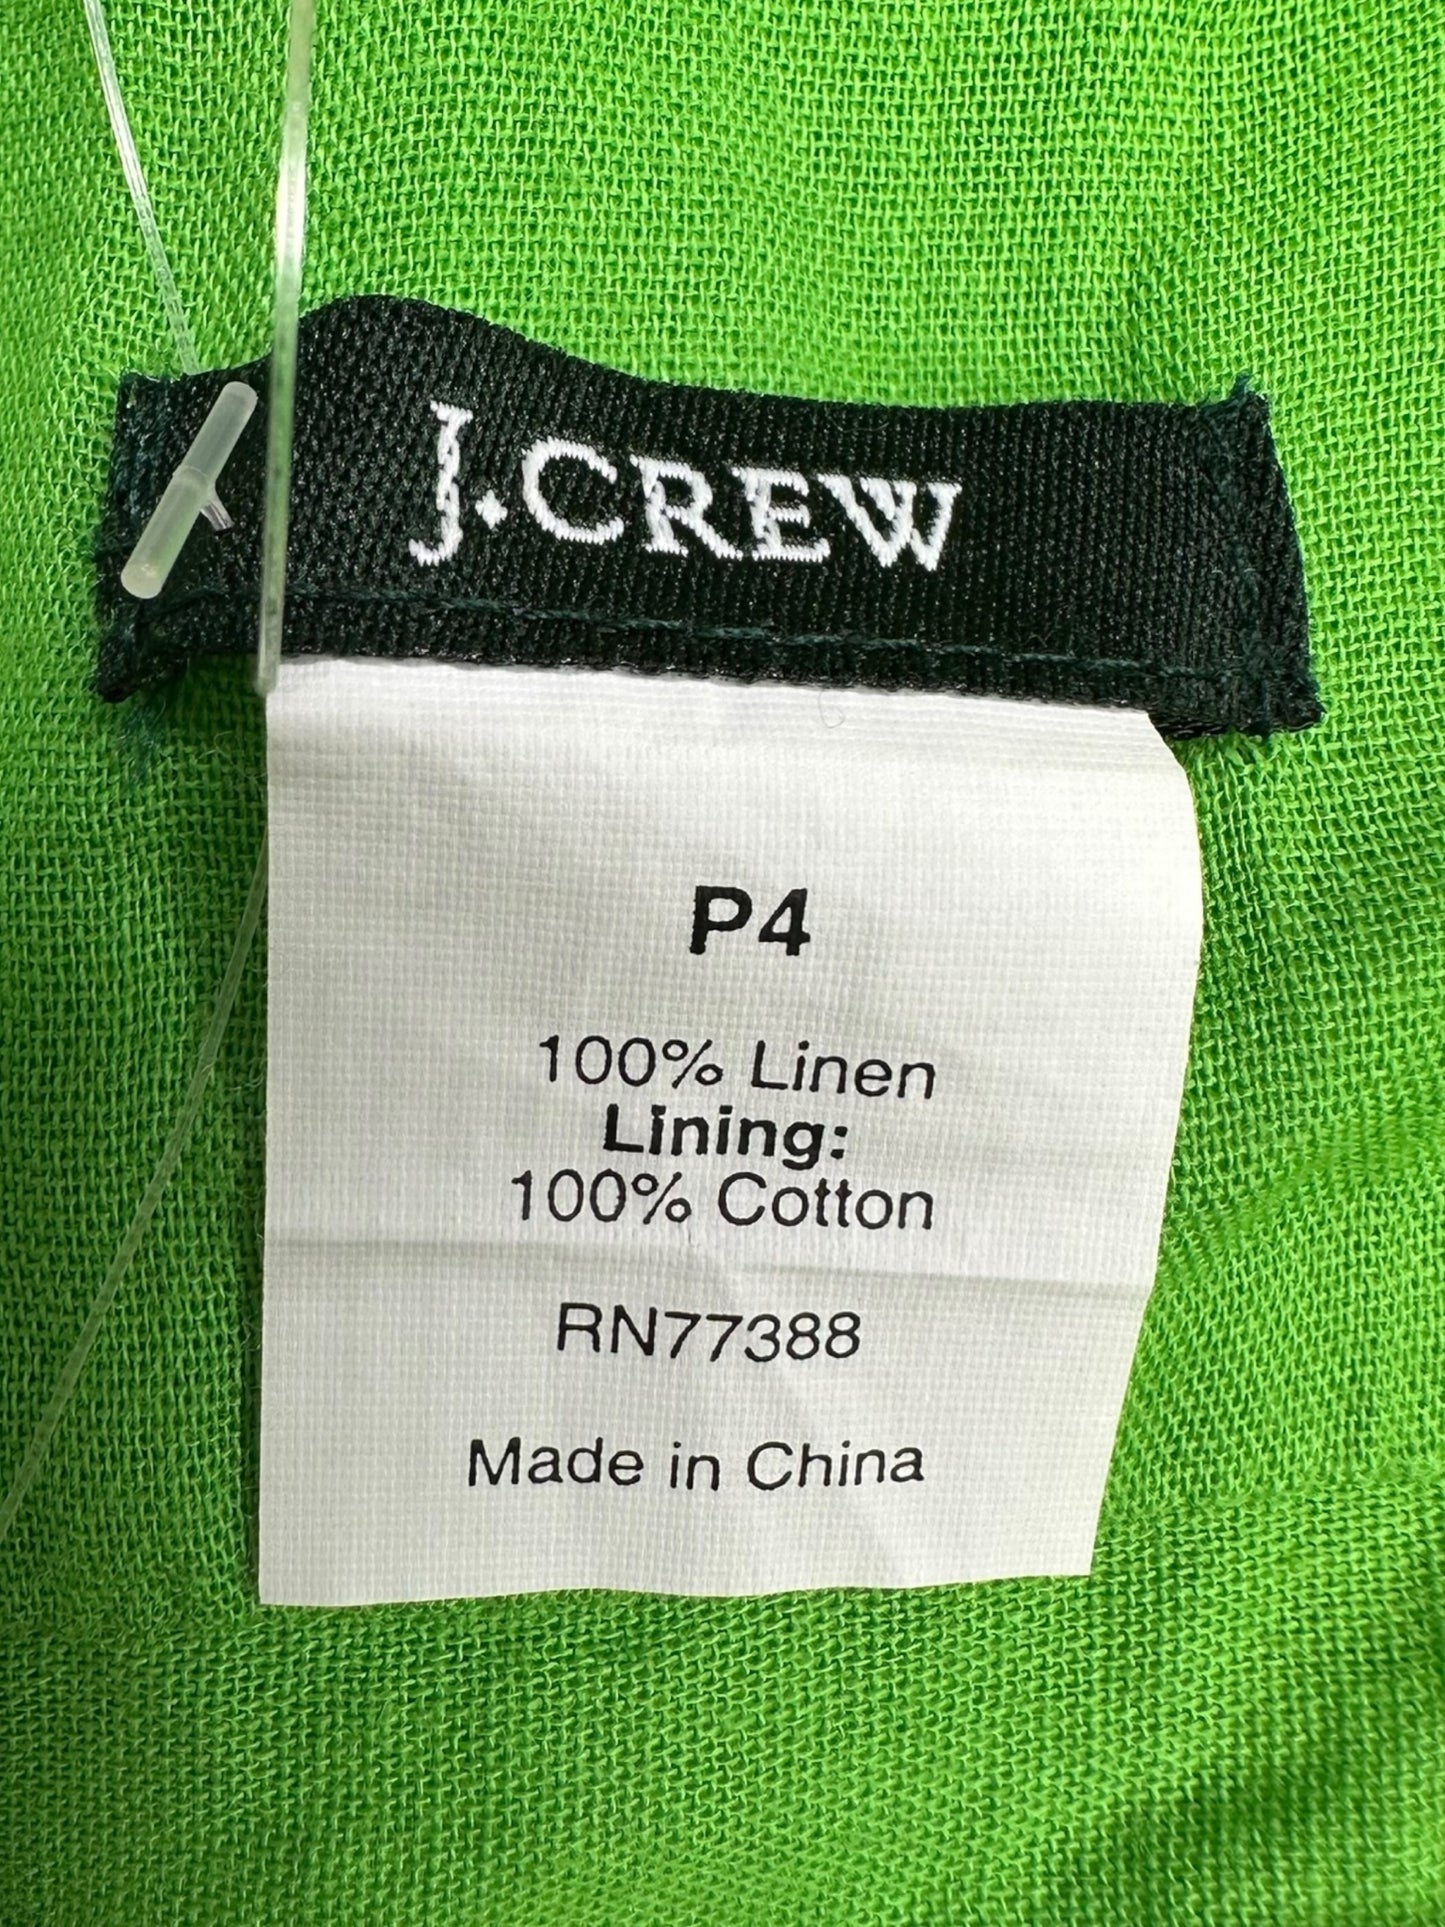 J.CREW
P4
100% Linen
Lining:
100% Cotton
RN77388
Made in China